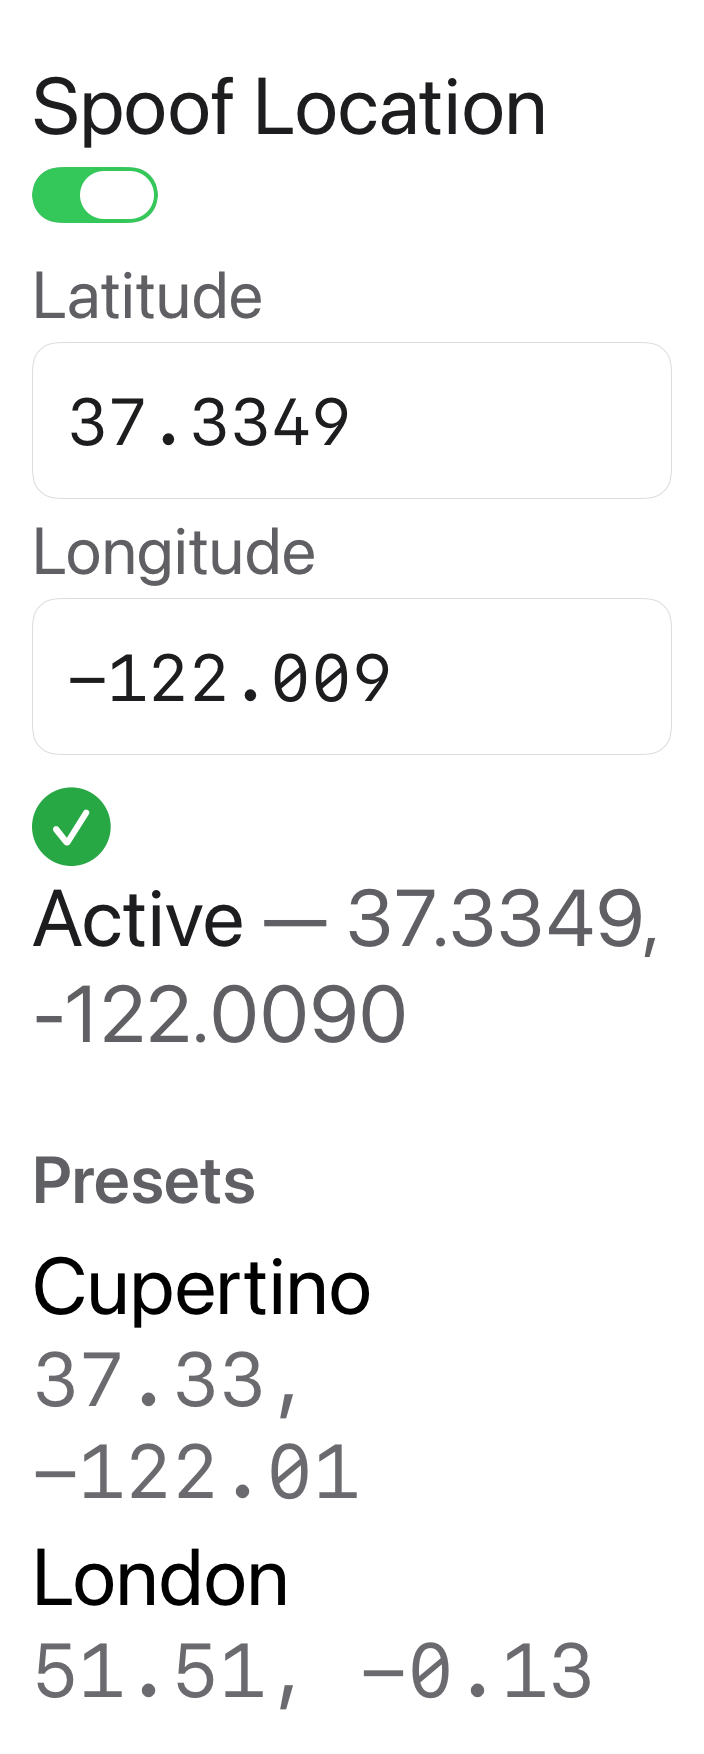 Spoof Location
Latitude
37.3349
Longitude
−122.009
Active — 37.3349,
-122.0090
Presets
Cupertino
37.33,
−122.01
London
51.51, −0.13